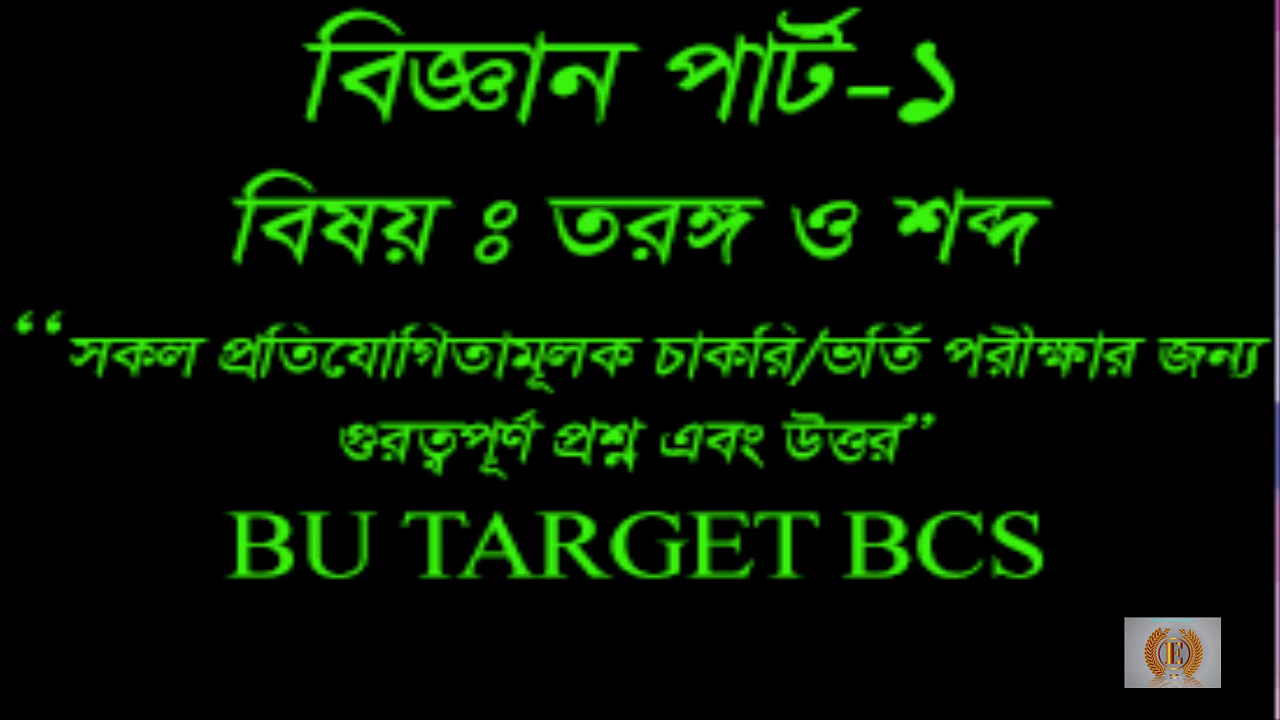 বিজ্ঞান পার্ট-১
বিষয় ঃ তরঙ্গ ও শব্দ
‘‘সকল প্রতিযোগিতামূলক চাকরি/ভর্তি পরীক্ষার জন্য
গুরত্বপূর্ণ প্রশ্ন এবং উত্তর’’
BU TARGET BCS
E